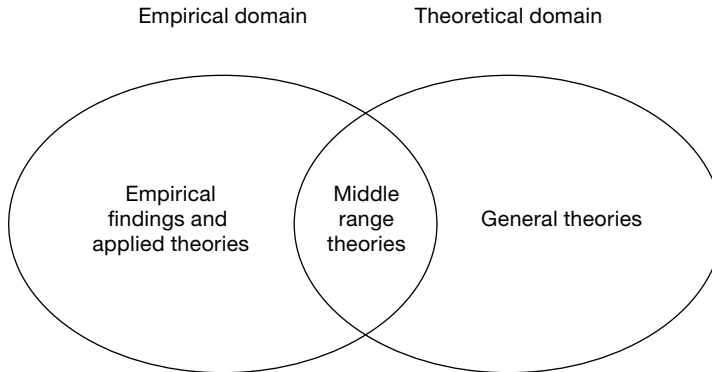 Empirical domain
Theoretical domain
Empirical
findings and
applied theories
Middle
range
theories
General theories